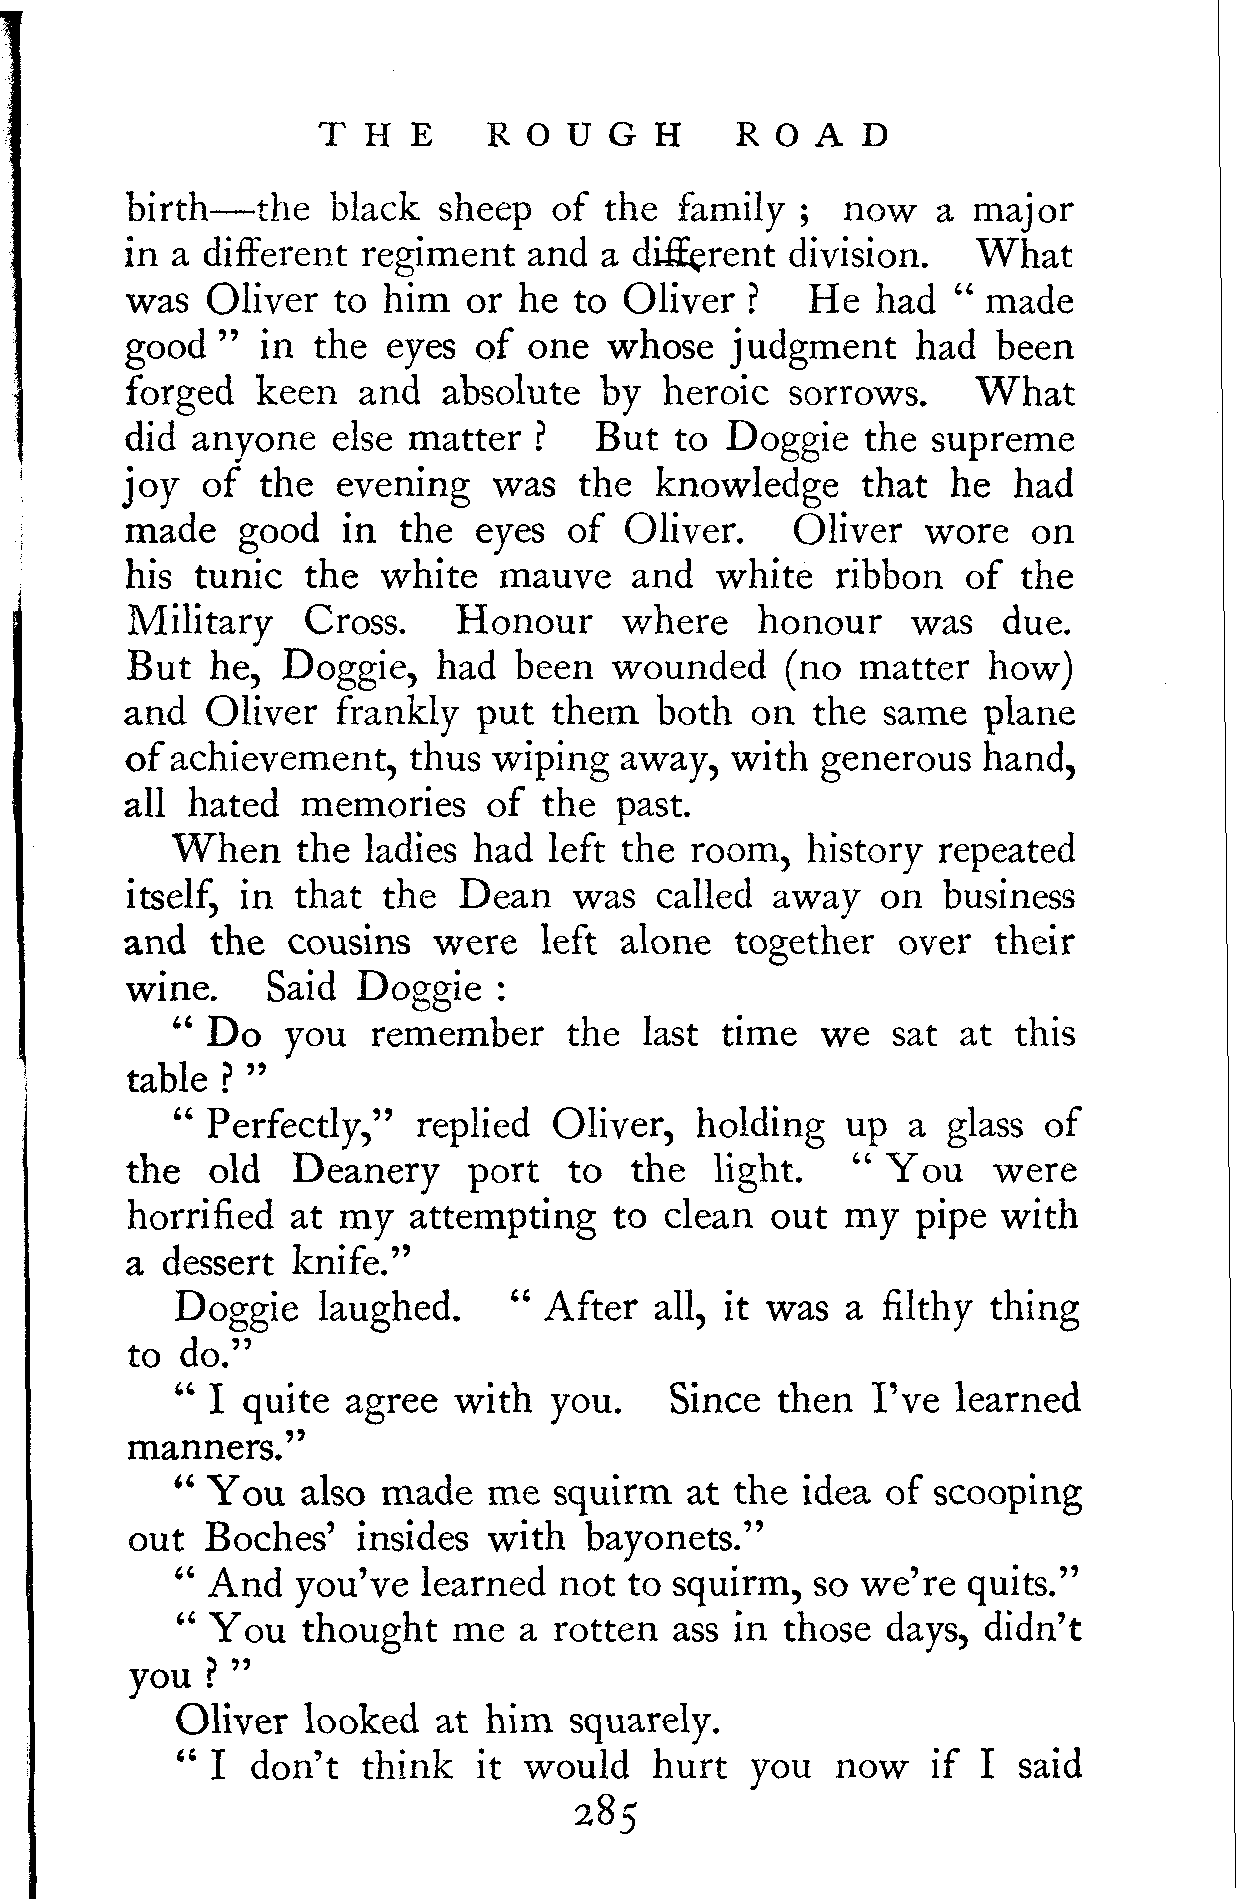 THE ROUGH ROAD
birth—the black sheep of the family ; now a major
in a different regiment and a different division. What
was Oliver to him or he to Oliver ? He had “ made
good ” in the eyes of one whose judgment had been
forged keen and absolute by heroic sorrows. What
did anyone else matter ? But to Doggie the supreme
joy of the evening was the knowledge that he had
made good in the eyes of Oliver. Oliver wore on
his tunic the white mauve and white ribbon of the
Military Cross. Honour where honour was due.
But he, Doggie, had been wounded (no matter how)
and Oliver frankly put them both on the same plane
of achievement, thus wiping away, with generous hand,
all hated memories of the past.
When the ladies had left the room, history repeated
itself, in that the Dean was called away on business
and the cousins were left alone together over their
wine. Said Doggie :
“ Do you remember the last time we sat at this
table ? ”
“ Perfectly,” replied Oliver, holding up a glass of
the old Deanery port to the light. “ You were
horrified at my attempting to clean out my pipe with
a dessert knife.”
Doggie laughed. “ After all, it was a filthy thing
to do.”
“ I quite agree with you. Since then I’ve learned
manners.”
“ You also made me squirm at the idea of scooping
out Boches’ insides with bayonets.”
“ And you’ve learned not to squirm, so we’re quits.”
“ You thought me a rotten ass in those days, didn’t
you ? ”
Oliver looked at him squarely.
“ I don’t think it would hurt you now if I said
285